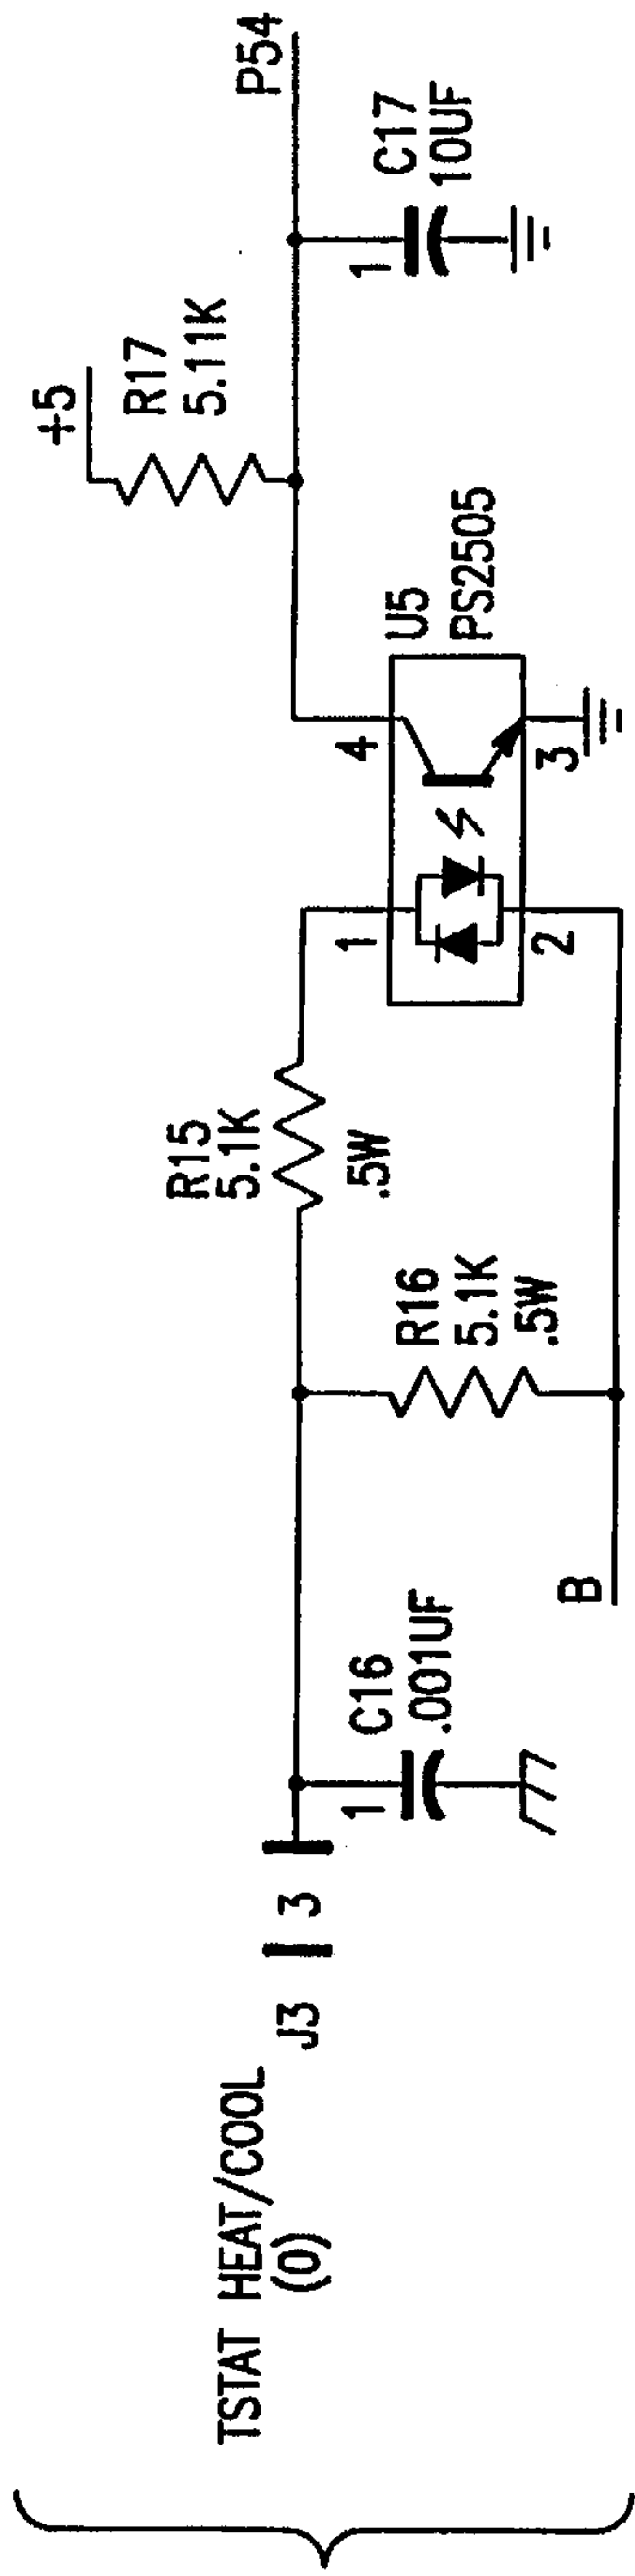 TSTAT HEAT/COOL
(O)
J3
3
1
C16
.001UF
B
R16
5.1K
.5W
R15
5.1K
.5W
1
2
4
3
U5
PS2505
+5
R17
5.11K
1
C17
10UF
P54